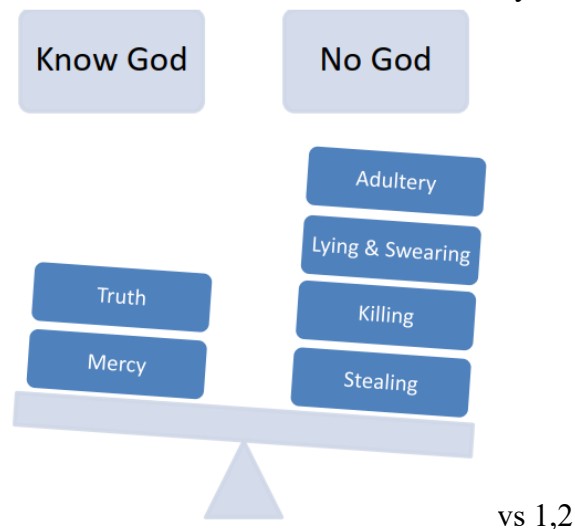 Know God
No God
Adultery
Lying & Swearing
Truth
Killing
Mercy
Stealing
vs 1,2